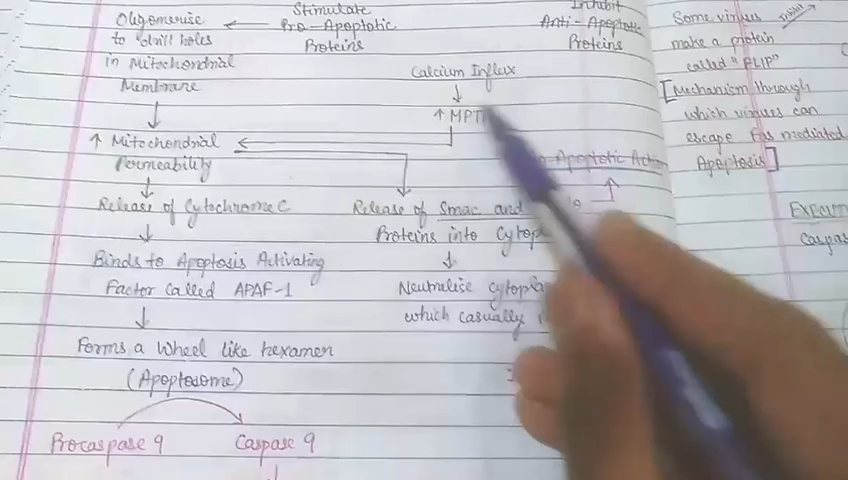 Stimulate
Pro-Apoptotic
Proteins
Inhibit
Anti-Apoptotic
Proteins
Oligomerise
to drill holes
in Mitochondrial
Membrane
Calcium Influx
↑ MPT
↑ Mitochondrial
Permeability
Release of Cytochrome C
Binds to Apoptosis Activating
Factor called APAF-1
Forms a Wheel like hexamer
(Apoptosome)
Procaspase 9
Caspase 9
Apoptotic
Release of Smac and
Proteins into
Neutralise
which casually
Some viruses
make a protein
called "FLIP"
Inhibit
[Mechanism through
which viruses can
escape Fas mediated
Apoptosis]